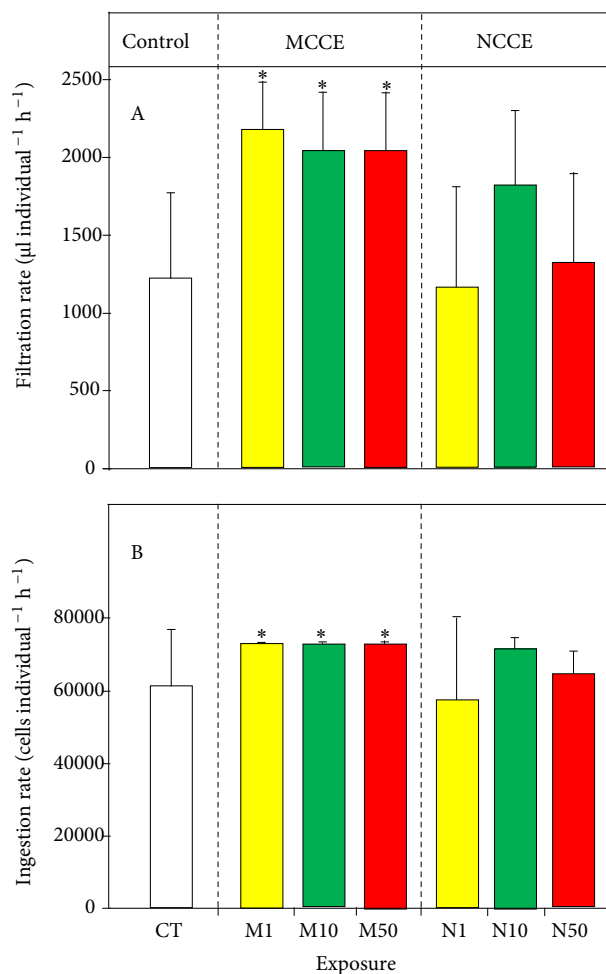 Control MCCE NCCE
A
Filtration rate (µl individual⁻¹ h⁻¹)
2500
2000
1500
1000
500
0
* * *
B
Ingestion rate (cells individual⁻¹ h⁻¹)
80000
60000
40000
20000
0
* * *
CT M1 M10 M50 N1 N10 N50
Exposure